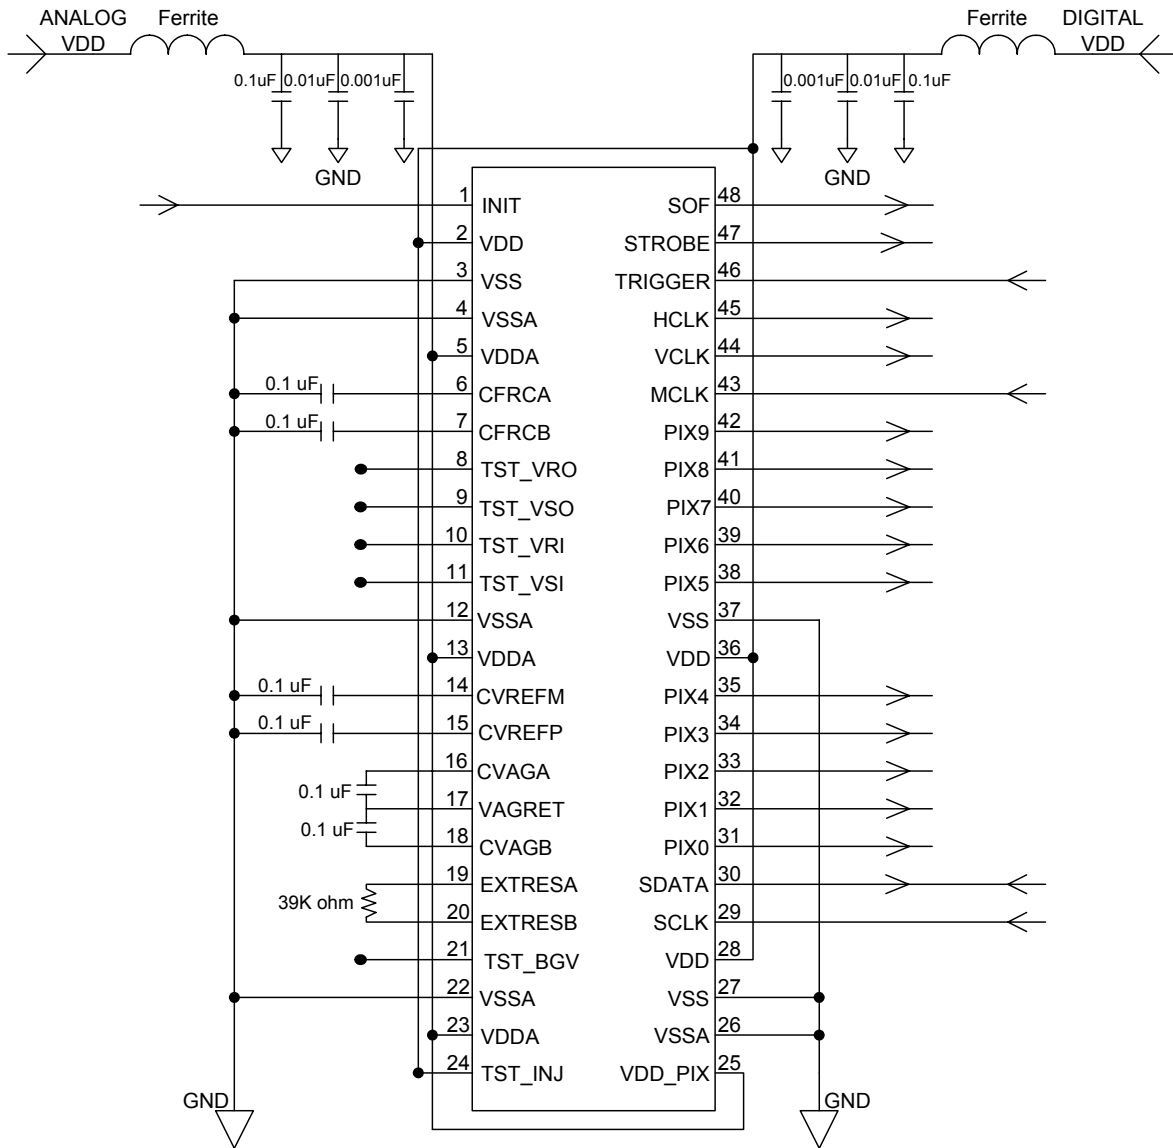 ANALOG
VDD
Ferrite
Ferrite
DIGITAL
VDD
0.1uF 0.01uF 0.001uF
0.001uF 0.01uF 0.1uF
GND
GND
1 INIT
2 VDD
3 VSS
4 VSSA
5 VDDA
0.1 uF 6 CFRCA
0.1 uF 7 CFRCB
8 TST_VRO
9 TST_VSO
10 TST_VRI
11 TST_VSI
12 VSSA
13 VDDA
0.1 uF 14 CVREFM
0.1 uF 15 CVREFP
16 CVAGA
0.1 uF
17 VAGRET
0.1 uF
18 CVAGB
19 EXTRESA
39K ohm
20 EXTRESB
21 TST_BGV
22 VSSA
23 VDDA
24 TST_INJ
GND
SOF 48
STROBE 47
TRIGGER 46
HCLK 45
VCLK 44
MCLK 43
PIX9 42
PIX8 41
PIX7 40
PIX6 39
PIX5 38
VSS 37
VDD 36
PIX4 35
PIX3 34
PIX2 33
PIX1 32
PIX0 31
SDATA 30
SCLK 29
VDD 28
VSS 27
VSSA 26
VDD_PIX 25
GND